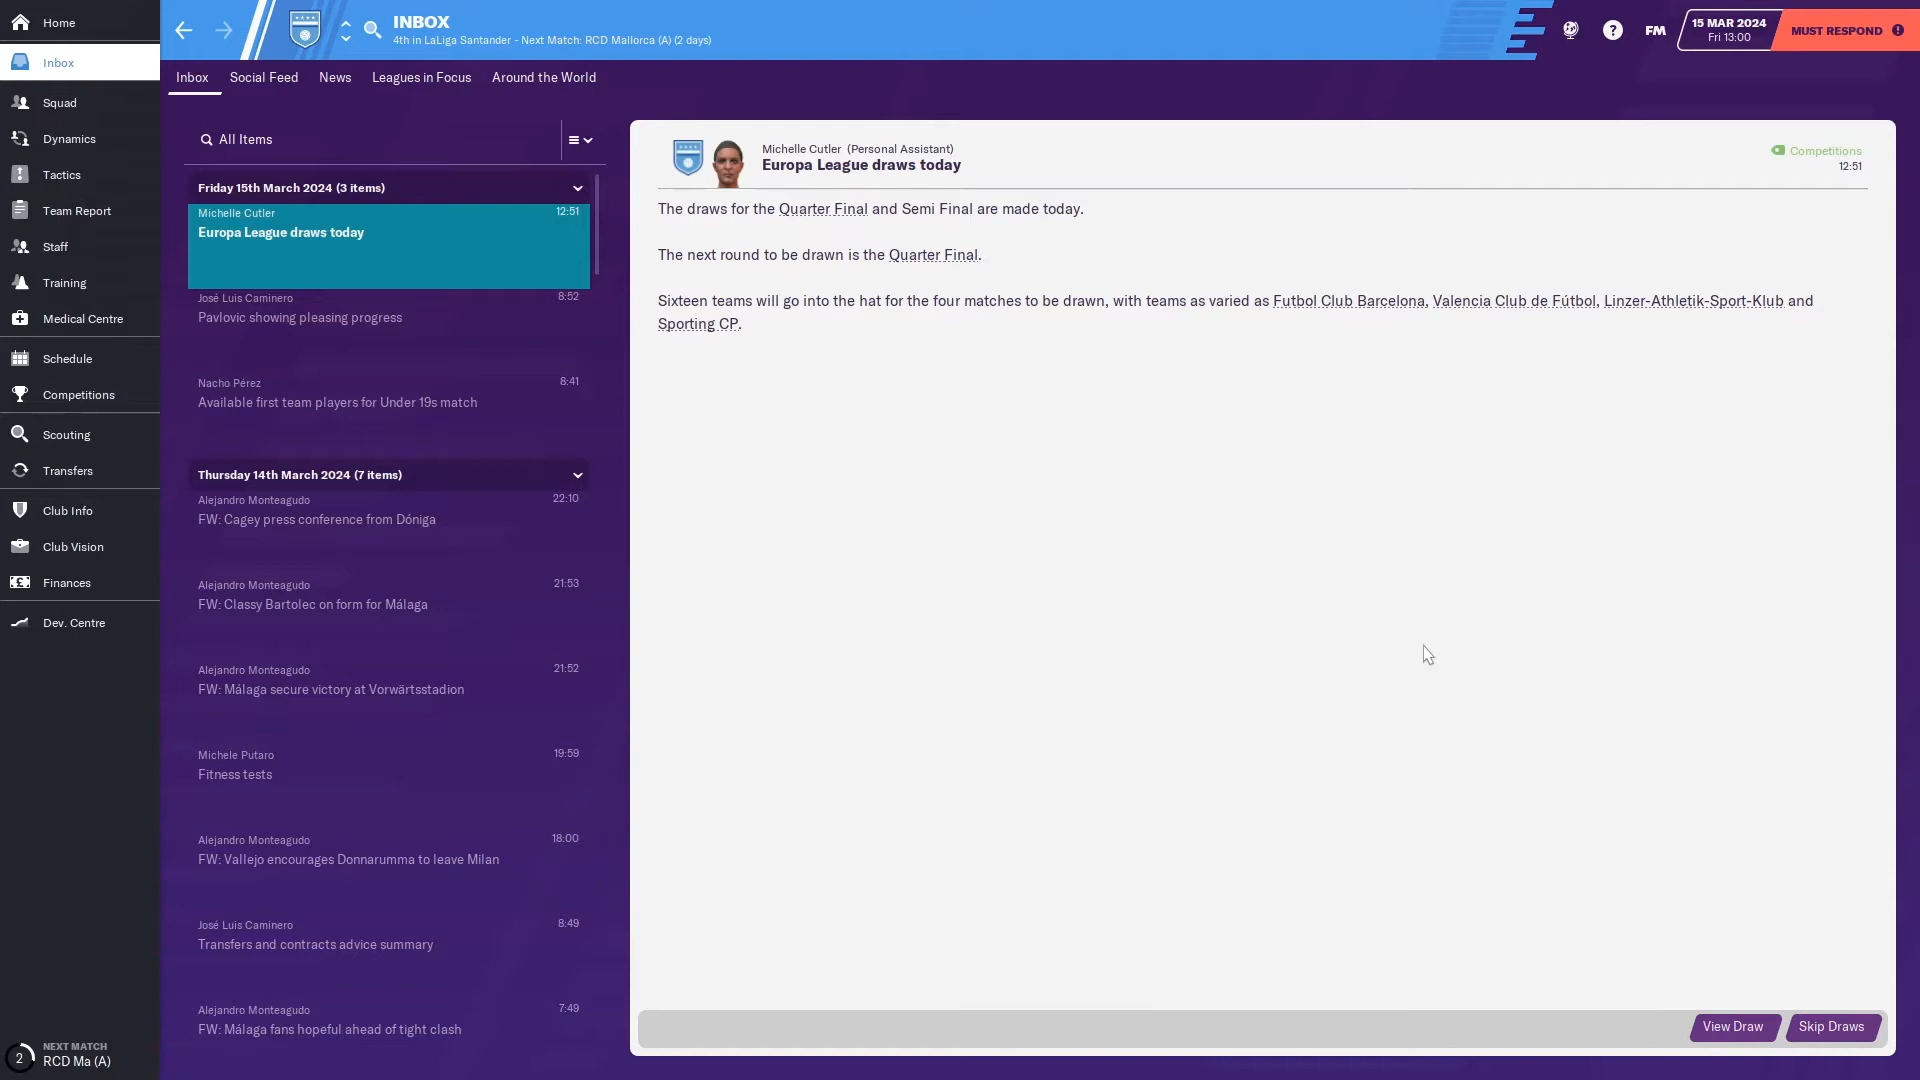 Home
Inbox
Squad
Dynamics
Tactics
Team Report
Staff
Training
Medical Centre
Schedule
Competitions
Scouting
Transfers
Club Info
Club Vision
Finances
Dev. Centre
2
NEXT MATCH
RCD Ma (A)
INBOX
4th in LaLiga Santander - Next Match: RCD Mallorca (A) (2 days)
?
FM
15 MAR 2024
Fri 13:00
MUST RESPOND
Inbox Social Feed News Leagues in Focus Around the World
All Items
Friday 15th March 2024 (3 items)
Michelle Cutler 12:51
Europa League draws today
José Luis Caminero 8:52
Pavlovic showing pleasing progress
Nacho Pérez 8:41
Available first team players for Under 19s match
Thursday 14th March 2024 (7 items)
Alejandro Monteagudo 22:10
FW: Cagey press conference from Dóniga
Alejandro Monteagudo 21:53
FW: Classy Bartolec on form for Málaga
Alejandro Monteagudo 21:52
FW: Málaga secure victory at Vorwärtsstadion
Michele Putaro 19:59
Fitness tests
Alejandro Monteagudo 18:00
FW: Vallejo encourages Donnarumma to leave Milan
José Luis Caminero 8:49
Transfers and contracts advice summary
Alejandro Monteagudo 7:49
FW: Málaga fans hopeful ahead of tight clash
Michelle Cutler (Personal Assistant)
Europa League draws today
Competitions
12:51
The draws for the Quarter Final and Semi Final are made today.
The next round to be drawn is the Quarter Final.
Sixteen teams will go into the hat for the four matches to be drawn, with teams as varied as Futbol Club Barcelona, Valencia Club de Fútbol, Linzer-Athletik-Sport-Klub and
Sporting CP.
View Draw
Skip Draws